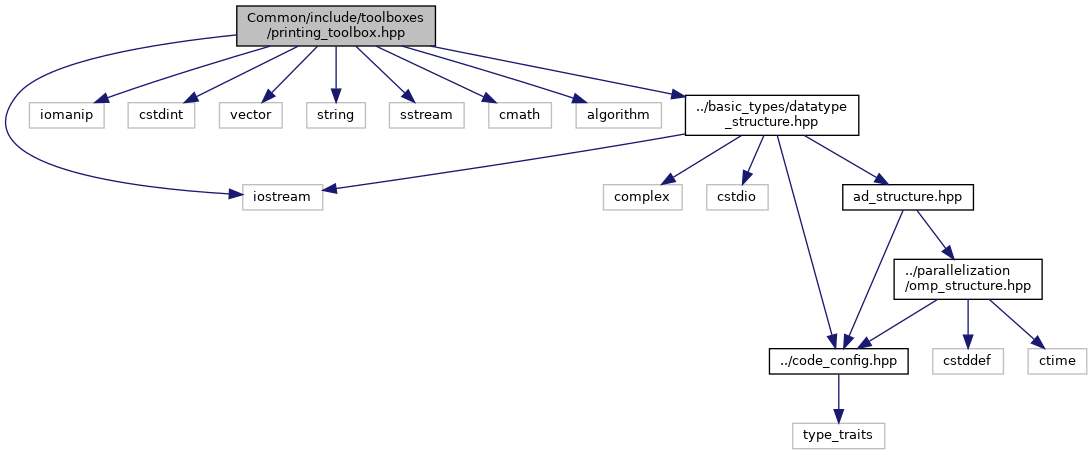 Common/include/toolboxes
/printing_toolbox.hpp
iomanip
cstdint
vector
string
sstream
cmath
algorithm
../basic_types/datatype
_structure.hpp
iostream
complex
cstdio
ad_structure.hpp
../parallelization
/omp_structure.hpp
../code_config.hpp
cstddef
ctime
type_traits